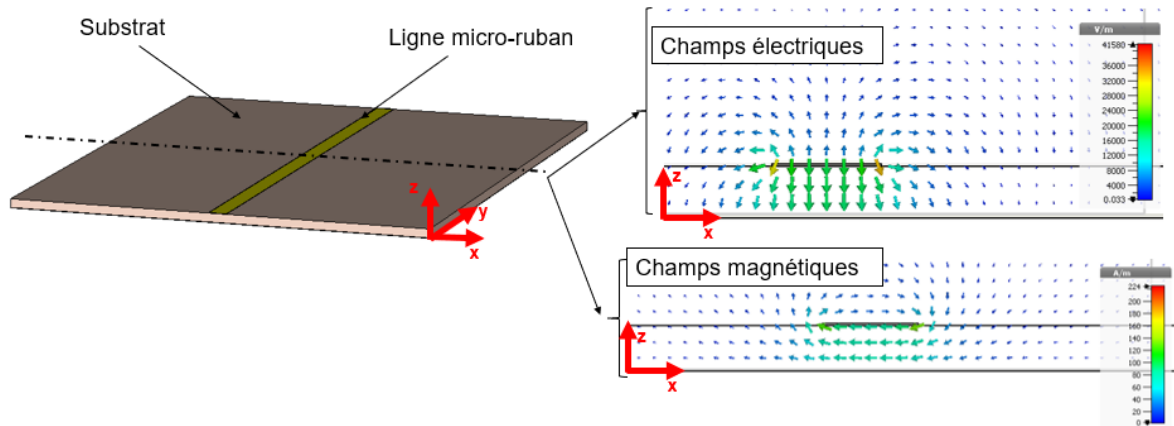 Substrat
Ligne micro-ruban
z
y
x
Champs électriques
V/m
41580
36000
32000
28000
24000
20000
16000
12000
8000
4000
0.033
z
x
Champs magnétiques
A/m
224
200
180
160
140
120
100
80
60
40
20
0
z
x